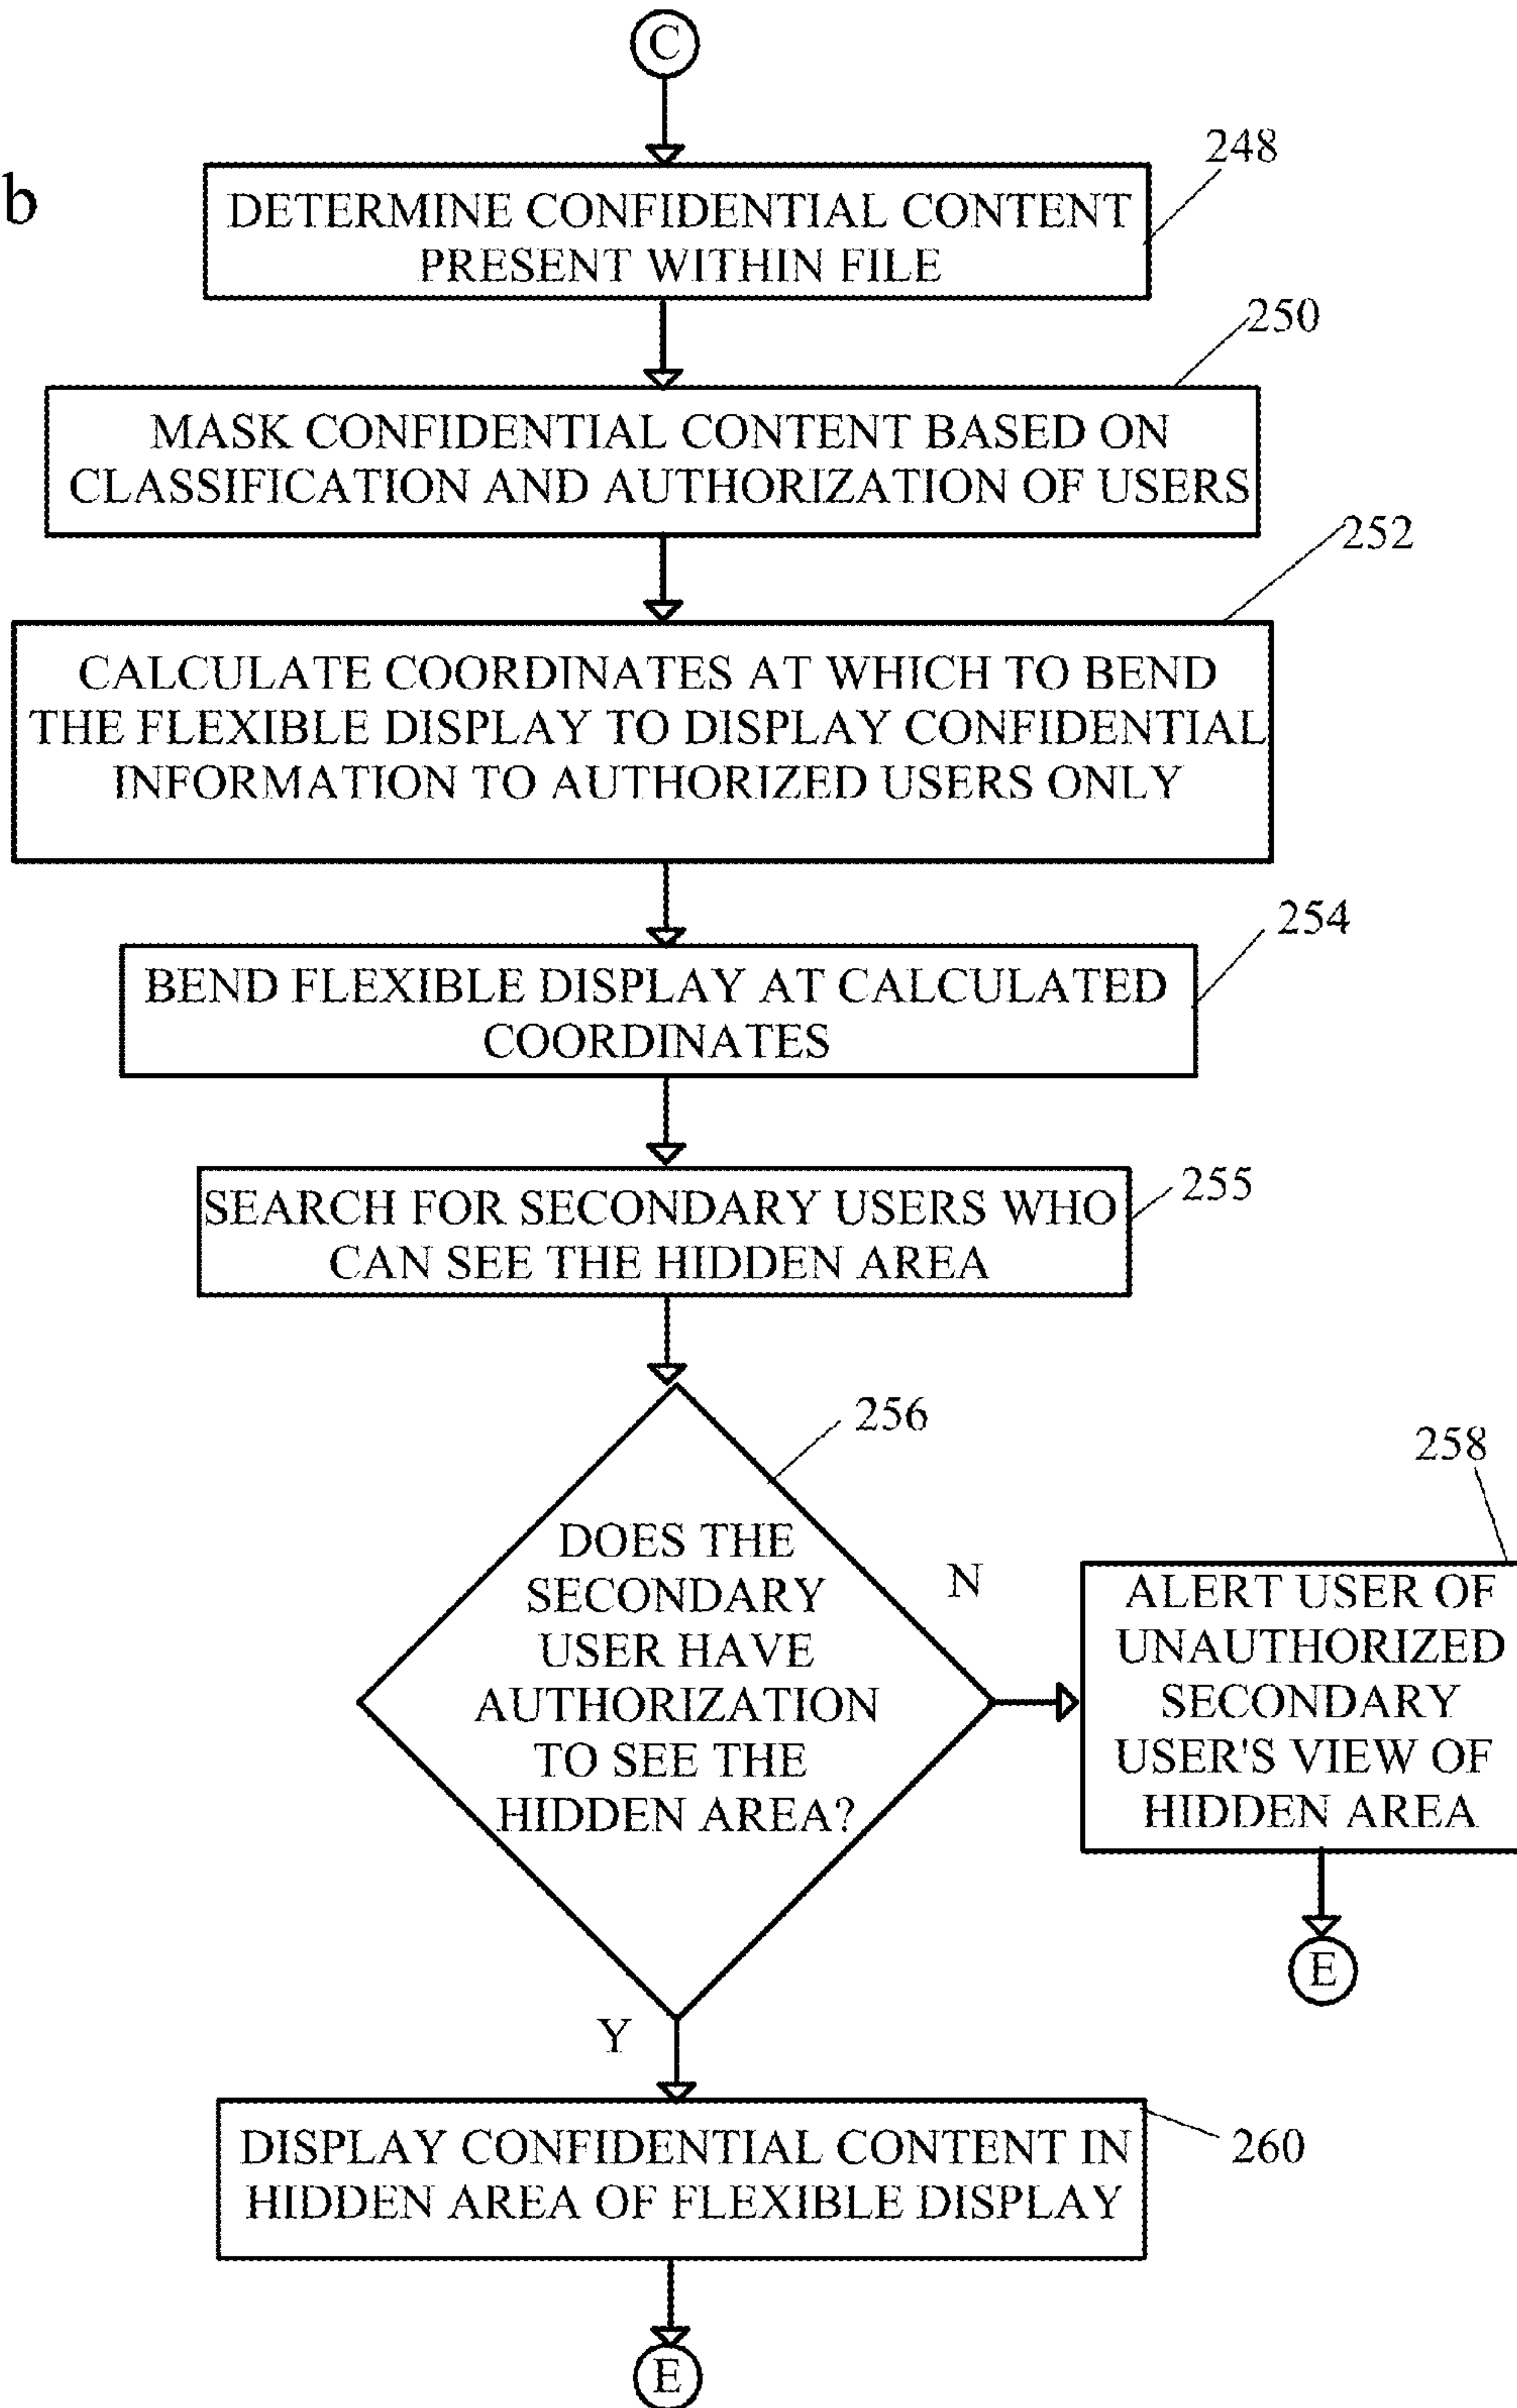 C
b
248
DETERMINE CONFIDENTIAL CONTENT
PRESENT WITHIN FILE
250
MASK CONFIDENTIAL CONTENT BASED ON
CLASSIFICATION AND AUTHORIZATION OF USERS
252
CALCULATE COORDINATES AT WHICH TO BEND
THE FLEXIBLE DISPLAY TO DISPLAY CONFIDENTIAL
INFORMATION TO AUTHORIZED USERS ONLY
254
BEND FLEXIBLE DISPLAY AT CALCULATED
COORDINATES
255
SEARCH FOR SECONDARY USERS WHO
CAN SEE THE HIDDEN AREA
256
DOES THE
SECONDARY
USER HAVE
AUTHORIZATION
TO SEE THE
HIDDEN AREA?
N
258
ALERT USER OF
UNAUTHORIZED
SECONDARY
USER'S VIEW OF
HIDDEN AREA
E
Y
260
DISPLAY CONFIDENTIAL CONTENT IN
HIDDEN AREA OF FLEXIBLE DISPLAY
E